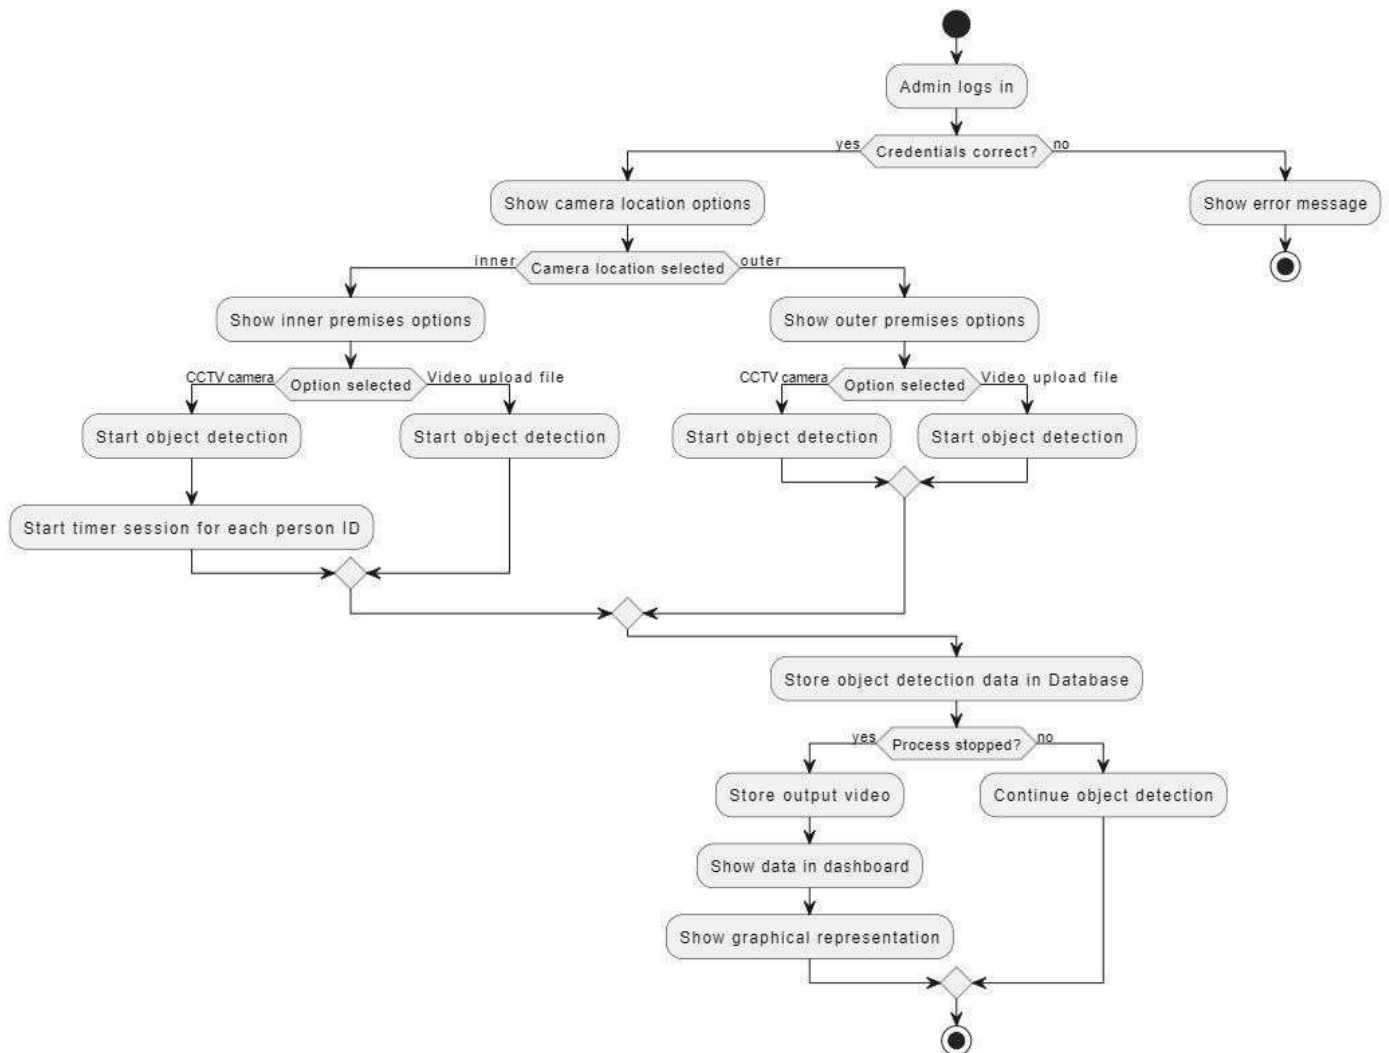 Admin logs in
yes
Credentials correct?
no
Show camera location options
Show error message
inner
Camera location selected
outer
Show inner premises options
Show outer premises options
CCTV camera
Option selected
Video upload file
CCTV camera
Option selected
Video upload file
Start object detection
Start object detection
Start object detection
Start object detection
Start timer session for each person ID
Store object detection data in Database
yes
Process stopped?
no
Store output video
Continue object detection
Show data in dashboard
Show graphical representation